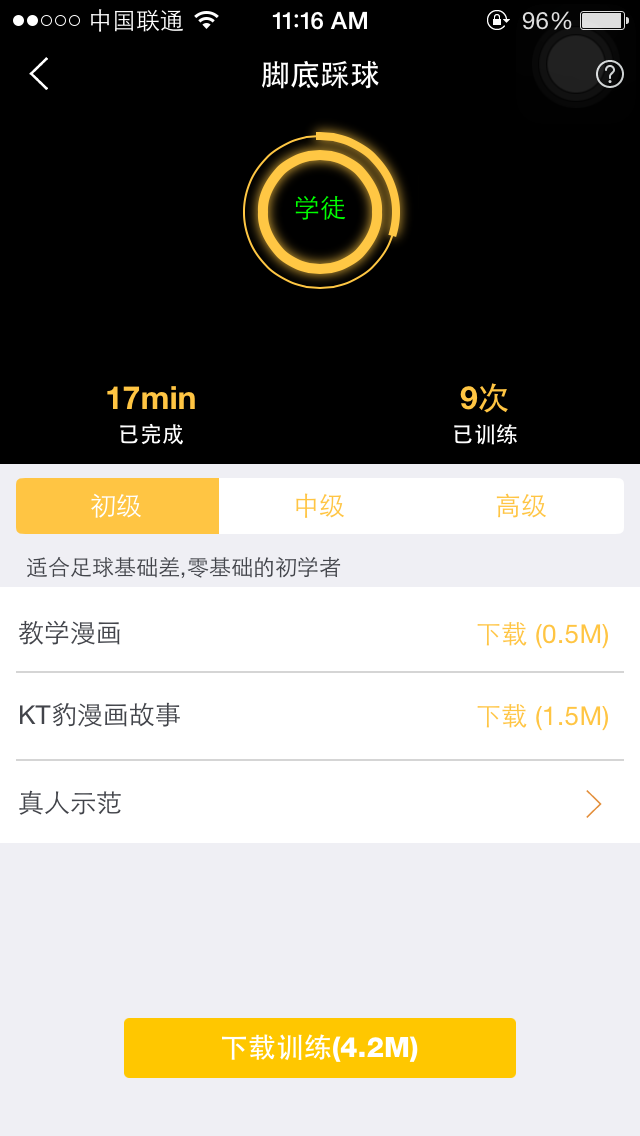 中国联通 11:16 AM 96%
脚底踩球 ?
学徒
17min 9次
已完成 已训练
初级 中级 高级
适合足球基础差,零基础的初学者
教学漫画 下载 (0.5M)
KT豹漫画故事 下载 (1.5M)
真人示范
下载训练(4.2M)